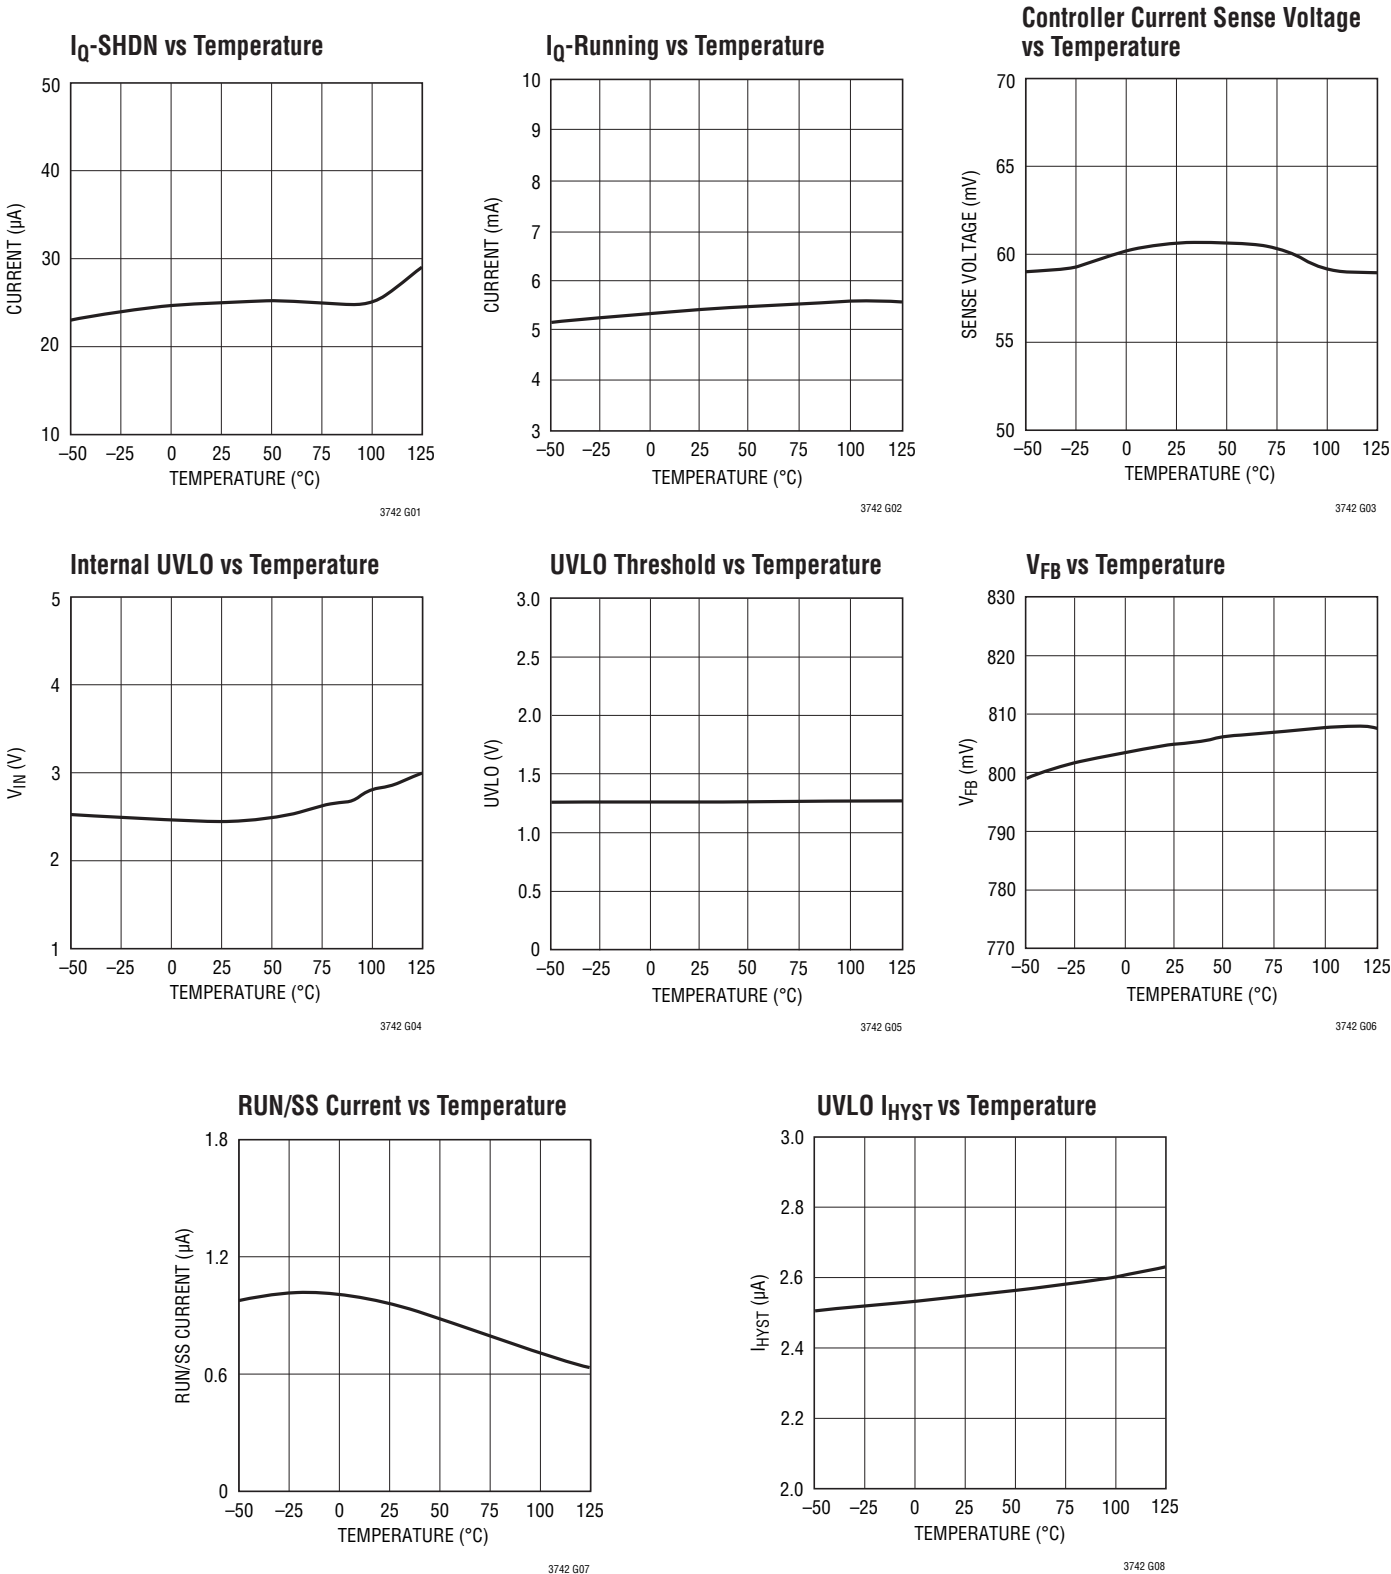 I_Q-SHDN vs Temperature
CURRENT (µA)
50
40
30
20
10
–50 –25 0 25 50 75 100 125
TEMPERATURE (°C)
3742 G01
I_Q-Running vs Temperature
CURRENT (mA)
10
9
8
7
6
5
4
3
–50 –25 0 25 50 75 100 125
TEMPERATURE (°C)
3742 G02
Controller Current Sense Voltage
vs Temperature
SENSE VOLTAGE (mV)
70
65
60
55
50
–50 –25 0 25 50 75 100 125
TEMPERATURE (°C)
3742 G03
Internal UVLO vs Temperature
V_IN (V)
5
4
3
2
1
–50 –25 0 25 50 75 100 125
TEMPERATURE (°C)
3742 G04
UVLO Threshold vs Temperature
UVLO (V)
3.0
2.5
2.0
1.5
1.0
0.5
0
–50 –25 0 25 50 75 100 125
TEMPERATURE (°C)
3742 G05
V_FB vs Temperature
V_FB (mV)
830
820
810
800
790
780
770
–50 –25 0 25 50 75 100 125
TEMPERATURE (°C)
3742 G06
RUN/SS Current vs Temperature
RUN/SS CURRENT (µA)
1.8
1.2
0.6
0
–50 –25 0 25 50 75 100 125
TEMPERATURE (°C)
3742 G07
UVLO I_HYST vs Temperature
I_HYST (µA)
3.0
2.8
2.6
2.4
2.2
2.0
–50 –25 0 25 50 75 100 125
TEMPERATURE (°C)
3742 G08